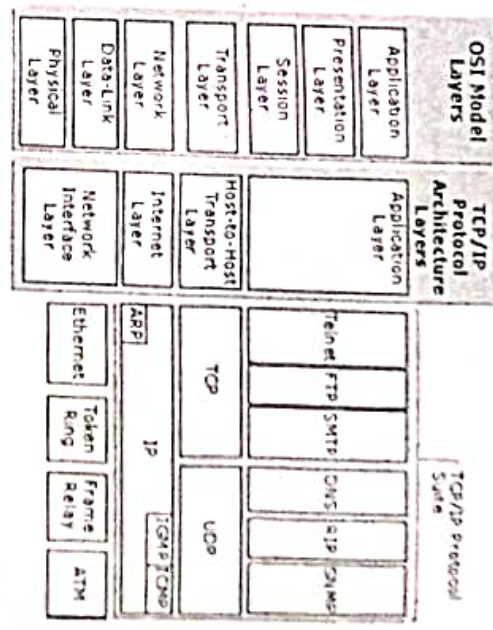 OSI Model
Layers
Application
Layer
Presentation
Layer
Session
Layer
Transport
Layer
Network
Layer
Data-Link
Layer
Physical
Layer
TCP/IP
Protocol
Architecture
Layers
Application
Layer
Host-to-Host
Transport
Layer
Internet
Layer
Network
Interface
Layer
TCP/IP Protocol
Suite
Telnet
FTP
SMTP
DNS
RIP
SNMP
TCP
UDP
ARP
IP
IGMP
ICMP
Ethernet
Token
Ring
Frame
Relay
ATM